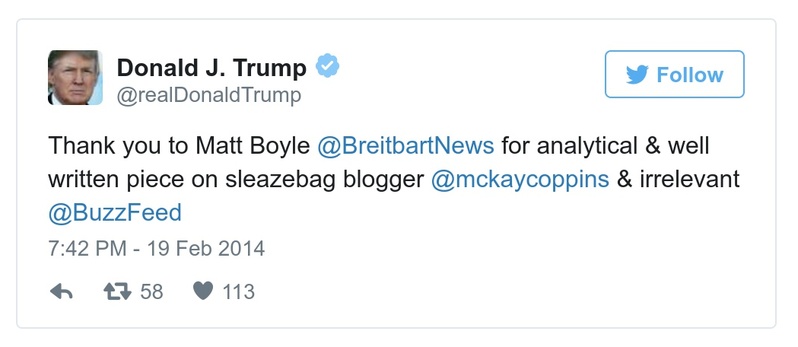 Donald J. Trump
@realDonaldTrump
Follow
Thank you to Matt Boyle @BreitbartNews for analytical & well
written piece on sleazebag blogger @mckaycoppins & irrelevant
@BuzzFeed
7:42 PM - 19 Feb 2014
58 113